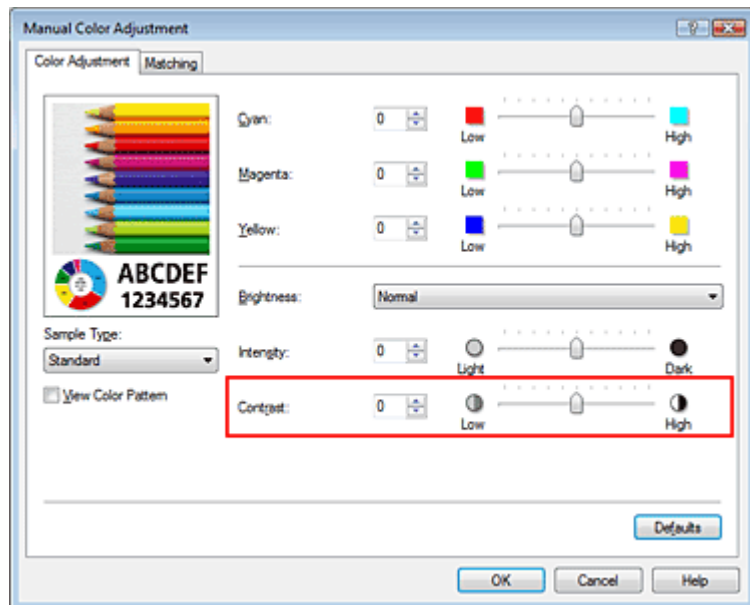 Manual Color Adjustment
Color Adjustment Matching
Cyan: 0 Low High
Magenta: 0 Low High
Yellow: 0 Low High
ABCDEF
1234567
Brightness: Normal
Sample Type:
Standard
Intensity: 0 Light Dark
View Color Pattern
Contrast: 0 Low High
Defaults
OK Cancel Help